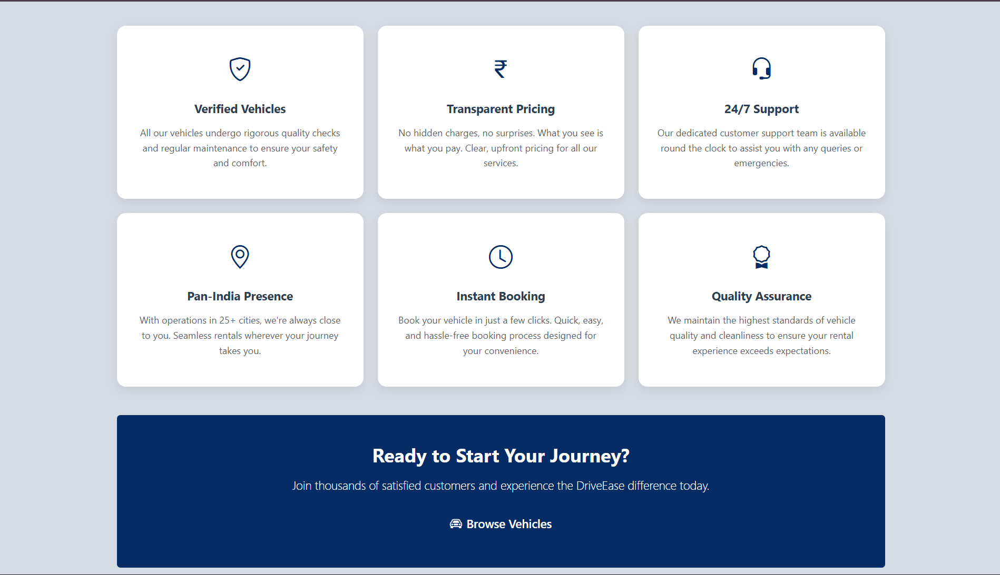 Verified Vehicles
All our vehicles undergo rigorous quality checks
and regular maintenance to ensure your safety
and comfort.
₹
Transparent Pricing
No hidden charges, no surprises. What you see is
what you pay. Clear, upfront pricing for all our
services.
24/7 Support
Our dedicated customer support team is available
round the clock to assist you with any queries or
emergencies.
Pan-India Presence
With operations in 25+ cities, we're always close
to you. Seamless rentals wherever your journey
takes you.
Instant Booking
Book your vehicle in just a few clicks. Quick, easy,
and hassle-free booking process designed for
your convenience.
Quality Assurance
We maintain the highest standards of vehicle
quality and cleanliness to ensure your rental
experience exceeds expectations.
Ready to Start Your Journey?
Join thousands of satisfied customers and experience the DriveEase difference today.
Browse Vehicles